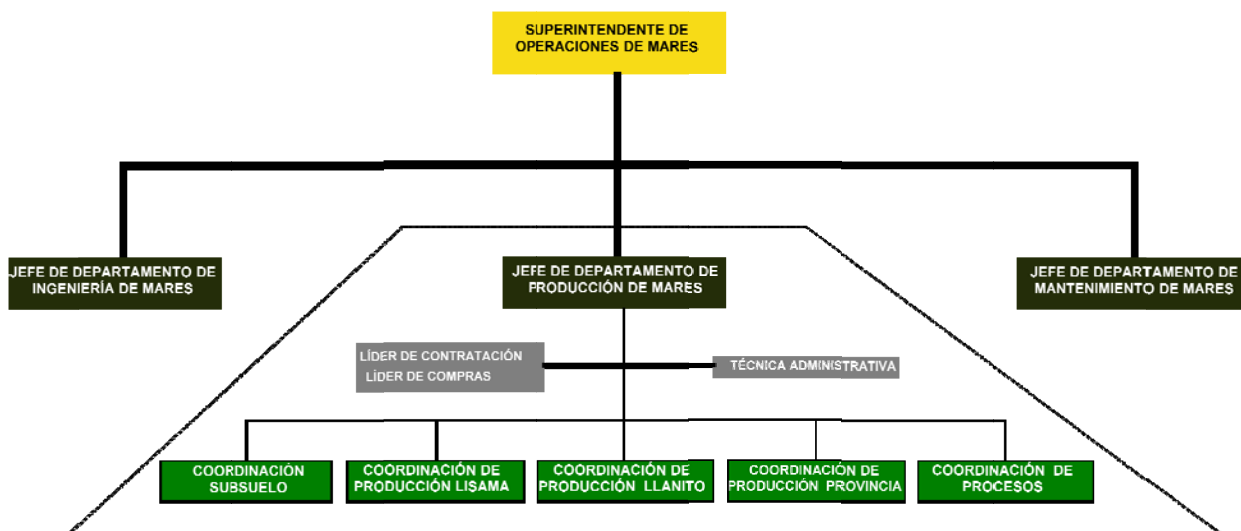 SUPERINTENDENTE DE
OPERACIONES DE MARES
JEFE DE DEPARTAMENTO DE
INGENIERÍA DE MARES
JEFE DE DEPARTAMENTO DE
PRODUCCIÓN DE MARES
JEFE DE DEPARTAMENTO DE
MANTENIMIENTO DE MARES
LÍDER DE CONTRATACIÓN
LÍDER DE COMPRAS
TÉCNICA ADMINISTRATIVA
COORDINACIÓN
SUBSUELO
COORDINACIÓN DE
PRODUCCIÓN LISAMA
COORDINACIÓN DE
PRODUCCIÓN LLANITO
COORDINACIÓN DE
PRODUCCIÓN PROVINCIA
COORDINACIÓN DE
PROCESOS